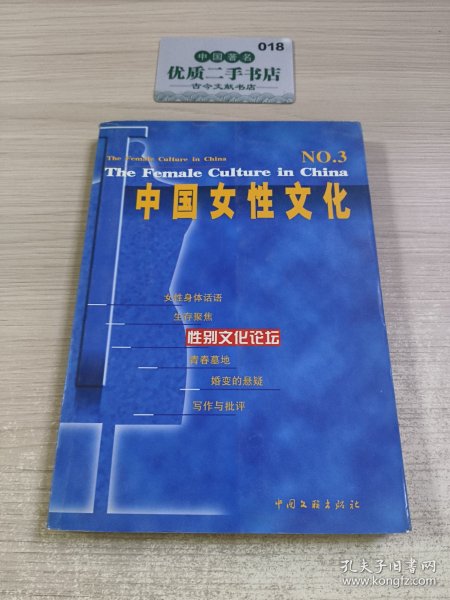 中国著名
018
优质二手书店
古今文献书店
The Female Culture in China
NO.3
The Female Culture in China
中国女性文化
女性身体话语
生存聚焦
性别文化论坛
青春墓地
婚变的悬疑
写作与批评
中国文联出版社
孔夫子旧书网
www.kongfz.com